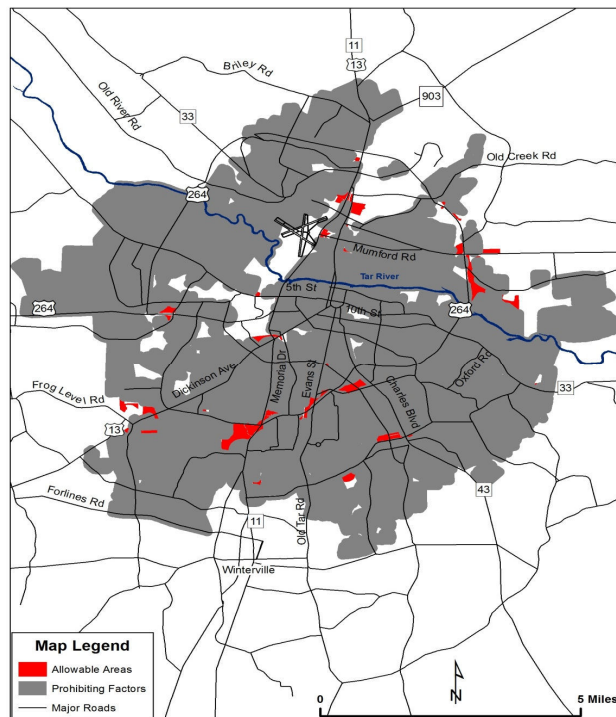 11
13
Briley Rd
903
Old River Rd
33
Old Creek Rd
264
Mumford Rd
Tar River
5th St
264
10th St
264
Dickinson Ave
Memorial Dr
Evans St
Charles Blvd
Oxford Rd
33
Frog Level Rd
13
Forlines Rd
43
11
Old Tar Rd
Winterville
Map Legend
Allowable Areas
Prohibiting Factors
Major Roads
N
0
5 Miles